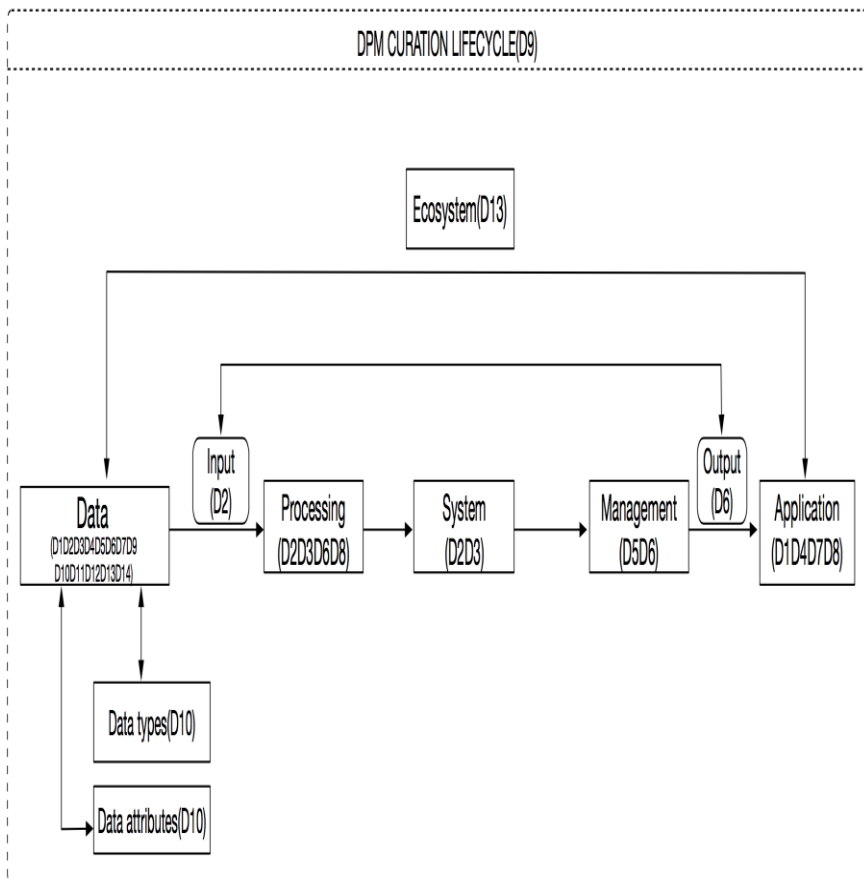 DPM CURATION LIFECYCLE(D9)
Ecosystem(D13)
Input
(D2)
Output
(D6)
Data
(D1D2D3D4D5D6D7D9
D10D11D12D13D14)
Processing
(D2D3D6D8)
System
(D2D3)
Management
(D5D6)
Application
(D1D4D7D8)
Data types(D10)
Data attributes(D10)